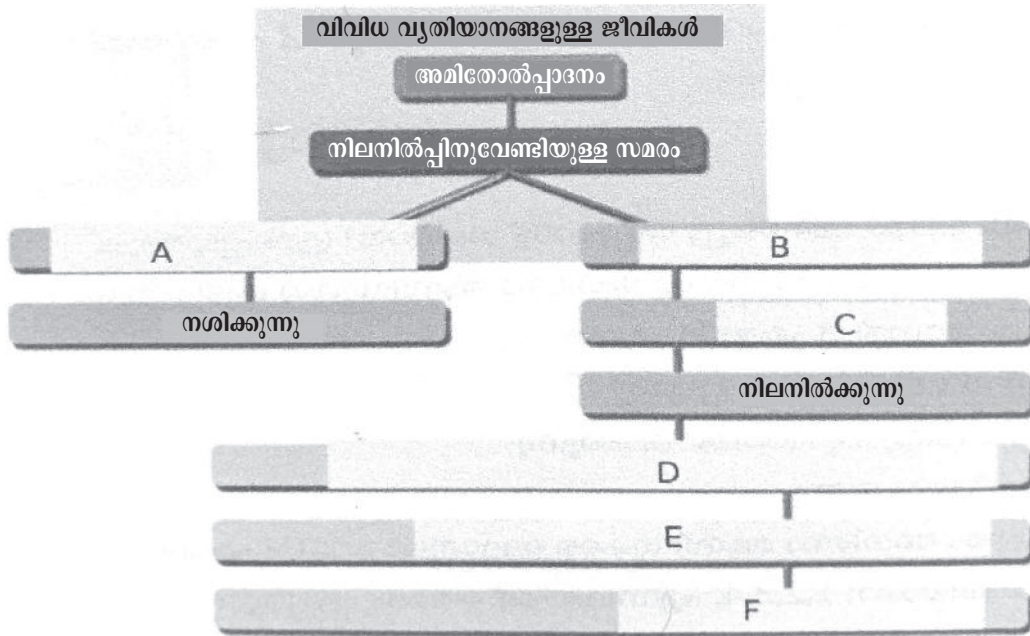 വിവിധ വ്യതിയാനങ്ങളുള്ള ജീവികൾ
അമിതോൽപ്പാദനം
നിലനിൽപ്പിനുവേണ്ടിയുള്ള സമരം
A
B
നശിക്കുന്നു
C
നിലനിൽക്കുന്നു
D
E
F